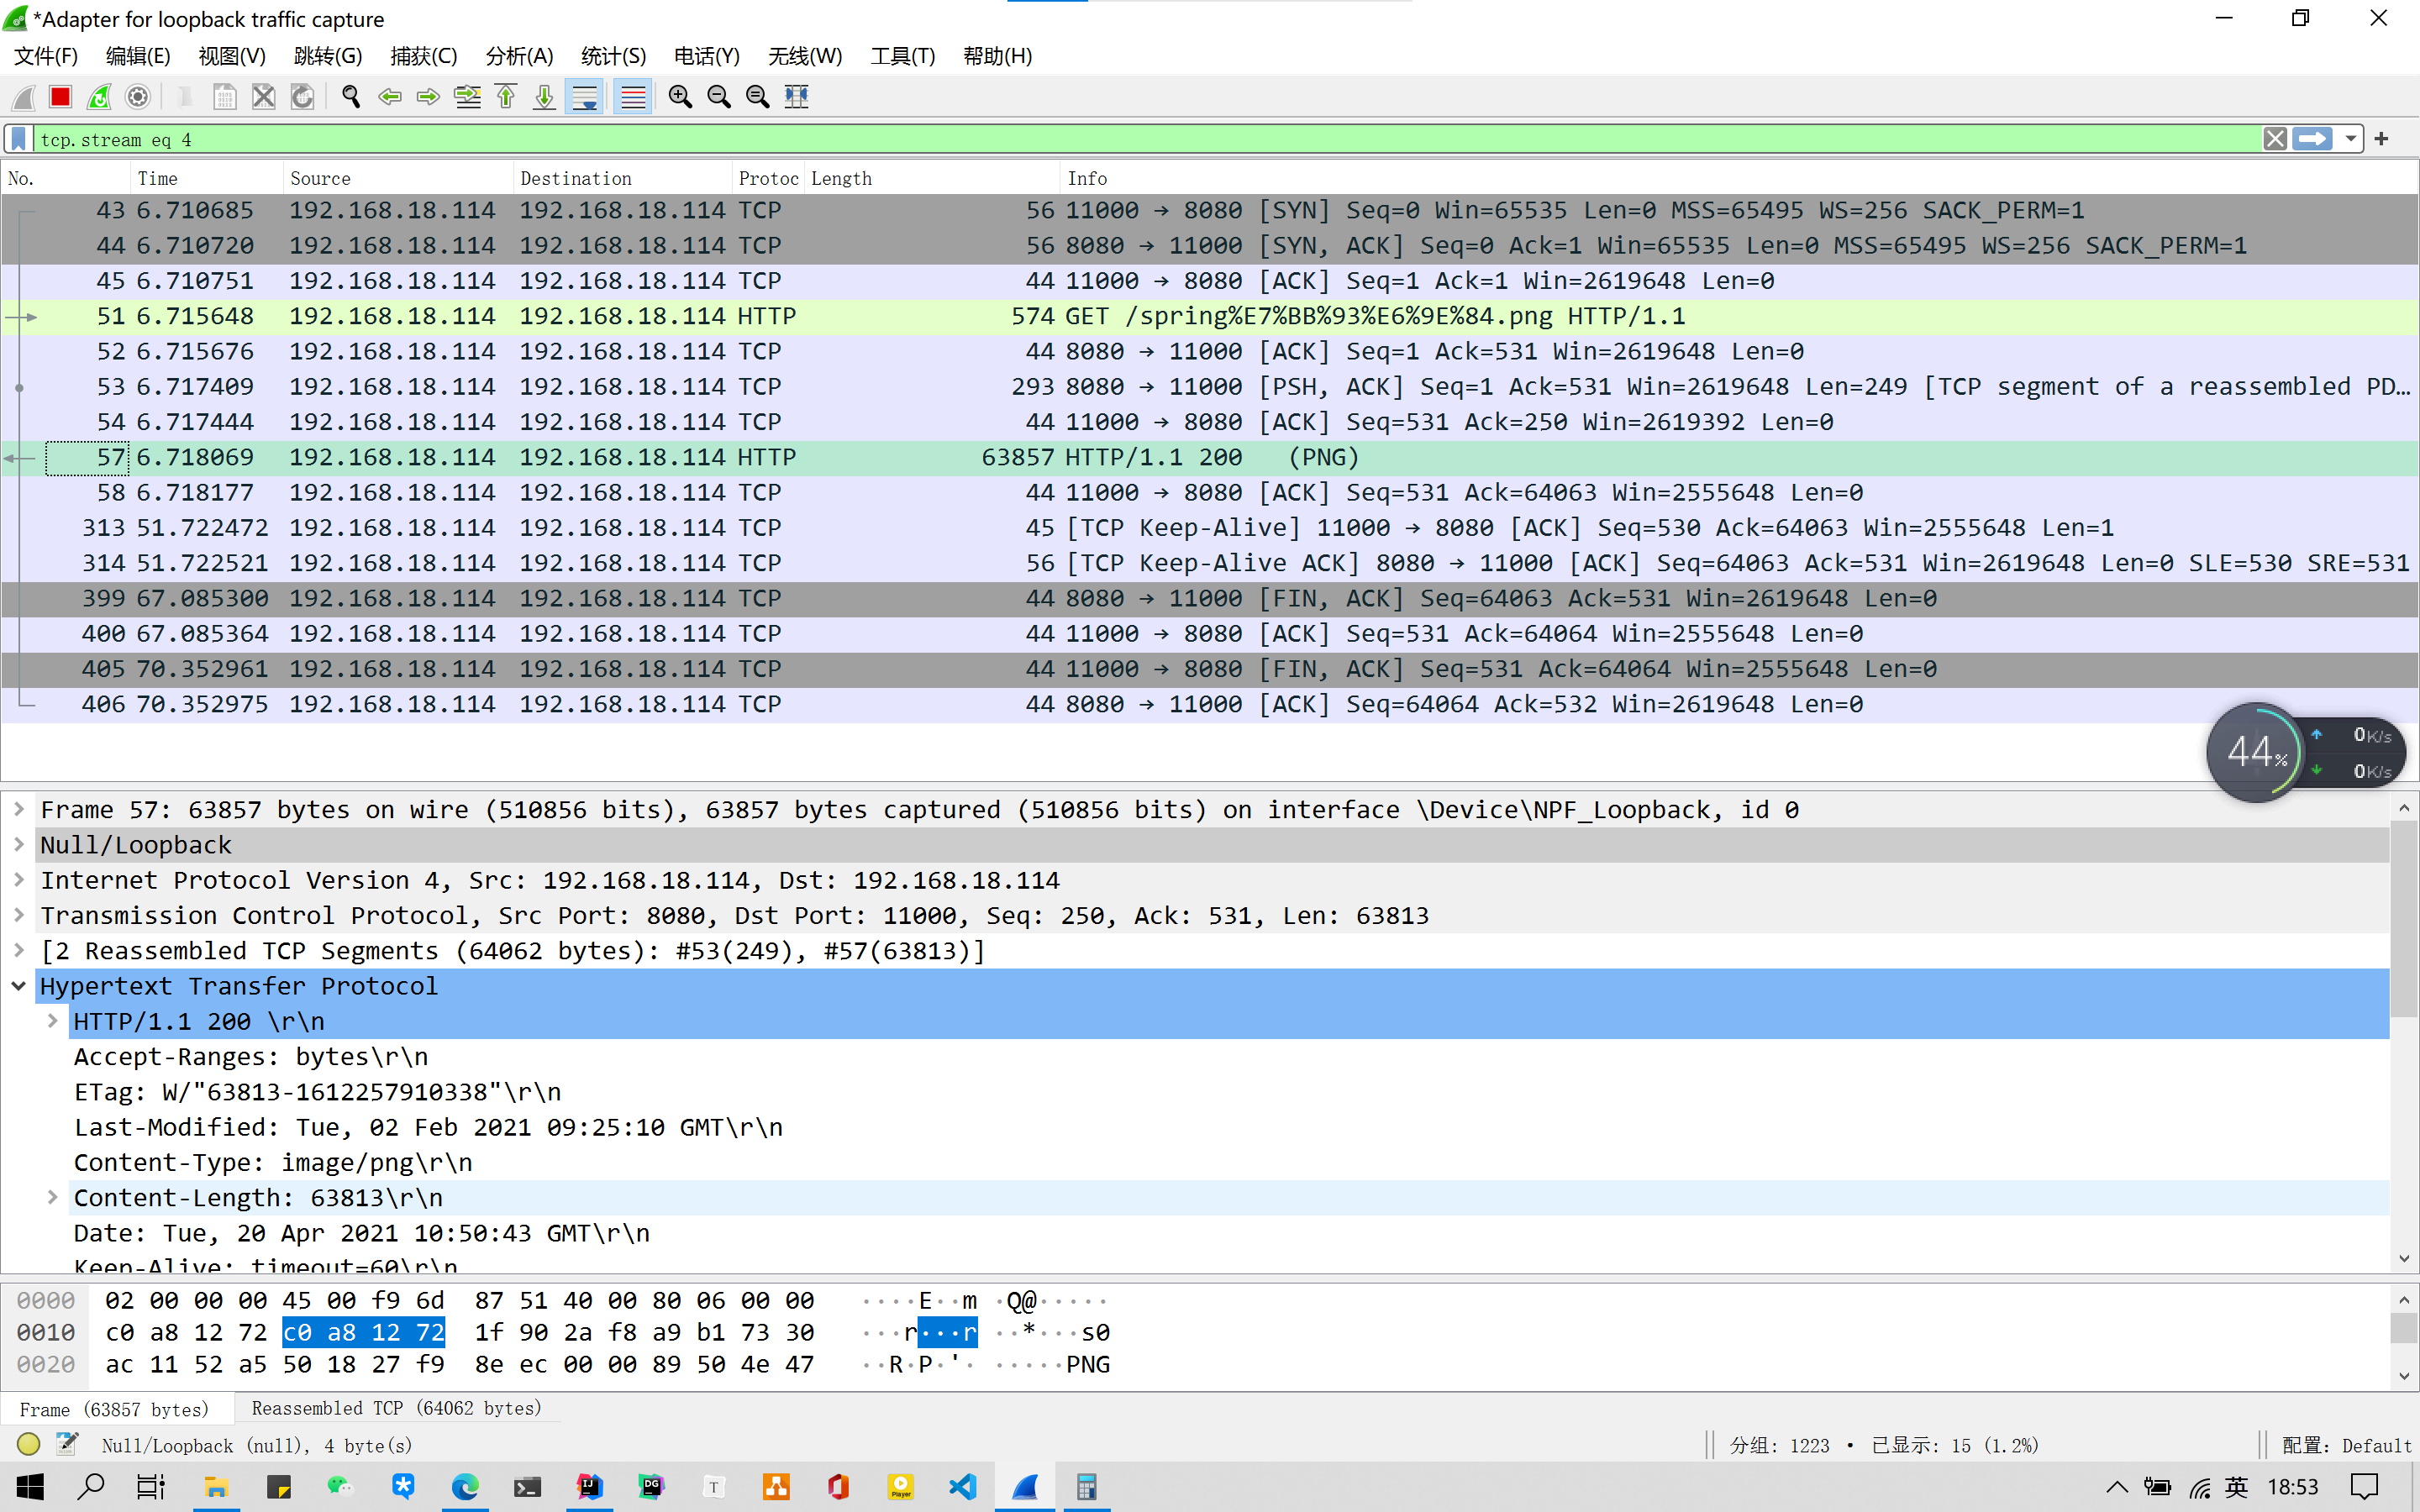 *Adapter for loopback traffic capture
文件(F) 编辑(E) 视图(V) 跳转(G) 捕获(C) 分析(A) 统计(S) 电话(Y) 无线(W) 工具(T) 帮助(H)
tcp.stream eq 4
No. Time Source Destination Protoc Length Info
43 6.710685 192.168.18.114 192.168.18.114 TCP 56 11000 → 8080 [SYN] Seq=0 Win=65535 Len=0 MSS=65495 WS=256 SACK_PERM=1
44 6.710720 192.168.18.114 192.168.18.114 TCP 56 8080 → 11000 [SYN, ACK] Seq=0 Ack=1 Win=65535 Len=0 MSS=65495 WS=256 SACK_PERM=1
45 6.710751 192.168.18.114 192.168.18.114 TCP 44 11000 → 8080 [ACK] Seq=1 Ack=1 Win=2619648 Len=0
51 6.715648 192.168.18.114 192.168.18.114 HTTP 574 GET /spring%E7%BB%93%E6%9E%84.png HTTP/1.1
52 6.715676 192.168.18.114 192.168.18.114 TCP 44 8080 → 11000 [ACK] Seq=1 Ack=531 Win=2619648 Len=0
53 6.717409 192.168.18.114 192.168.18.114 TCP 293 8080 → 11000 [PSH, ACK] Seq=1 Ack=531 Win=2619648 Len=249 [TCP segment of a reassembled PD…
54 6.717444 192.168.18.114 192.168.18.114 TCP 44 11000 → 8080 [ACK] Seq=531 Ack=250 Win=2619392 Len=0
57 6.718069 192.168.18.114 192.168.18.114 HTTP 63857 HTTP/1.1 200 (PNG)
58 6.718177 192.168.18.114 192.168.18.114 TCP 44 11000 → 8080 [ACK] Seq=531 Ack=64063 Win=2555648 Len=0
313 51.722472 192.168.18.114 192.168.18.114 TCP 45 [TCP Keep-Alive] 11000 → 8080 [ACK] Seq=530 Ack=64063 Win=2555648 Len=1
314 51.722521 192.168.18.114 192.168.18.114 TCP 56 [TCP Keep-Alive ACK] 8080 → 11000 [ACK] Seq=64063 Ack=531 Win=2619648 Len=0 SLE=530 SRE=531
399 67.085300 192.168.18.114 192.168.18.114 TCP 44 8080 → 11000 [FIN, ACK] Seq=64063 Ack=531 Win=2619648 Len=0
400 67.085364 192.168.18.114 192.168.18.114 TCP 44 11000 → 8080 [ACK] Seq=531 Ack=64064 Win=2555648 Len=0
405 70.352961 192.168.18.114 192.168.18.114 TCP 44 11000 → 8080 [FIN, ACK] Seq=531 Ack=64064 Win=2555648 Len=0
406 70.352975 192.168.18.114 192.168.18.114 TCP 44 8080 → 11000 [ACK] Seq=64064 Ack=532 Win=2619648 Len=0
44% 0K/s
0K/s
Frame 57: 63857 bytes on wire (510856 bits), 63857 bytes captured (510856 bits) on interface \Device\NPF_Loopback, id 0
Null/Loopback
Internet Protocol Version 4, Src: 192.168.18.114, Dst: 192.168.18.114
Transmission Control Protocol, Src Port: 8080, Dst Port: 11000, Seq: 250, Ack: 531, Len: 63813
[2 Reassembled TCP Segments (64062 bytes): #53(249), #57(63813)]
Hypertext Transfer Protocol
HTTP/1.1 200 \r\n
Accept-Ranges: bytes\r\n
ETag: W/"63813-1612257910338"\r\n
Last-Modified: Tue, 02 Feb 2021 09:25:10 GMT\r\n
Content-Type: image/png\r\n
Content-Length: 63813\r\n
Date: Tue, 20 Apr 2021 10:50:43 GMT\r\n
Keep-Alive: timeout=60\r\n
0000 02 00 00 00 45 00 f9 6d 87 51 40 00 80 06 00 00 ····E··m ·Q@·····
0010 c0 a8 12 72 c0 a8 12 72 1f 90 2a f8 a9 b1 73 30 ···r···r ··*···s0
0020 ac 11 52 a5 50 18 27 f9 8e ec 00 00 89 50 4e 47 ··R·P·'· ·····PNG
Frame (63857 bytes) Reassembled TCP (64062 bytes)
Null/Loopback (null), 4 byte(s) 分组: 1223 · 已显示: 15 (1.2%) 配置: Default
IJ DG T Player 英 18:53